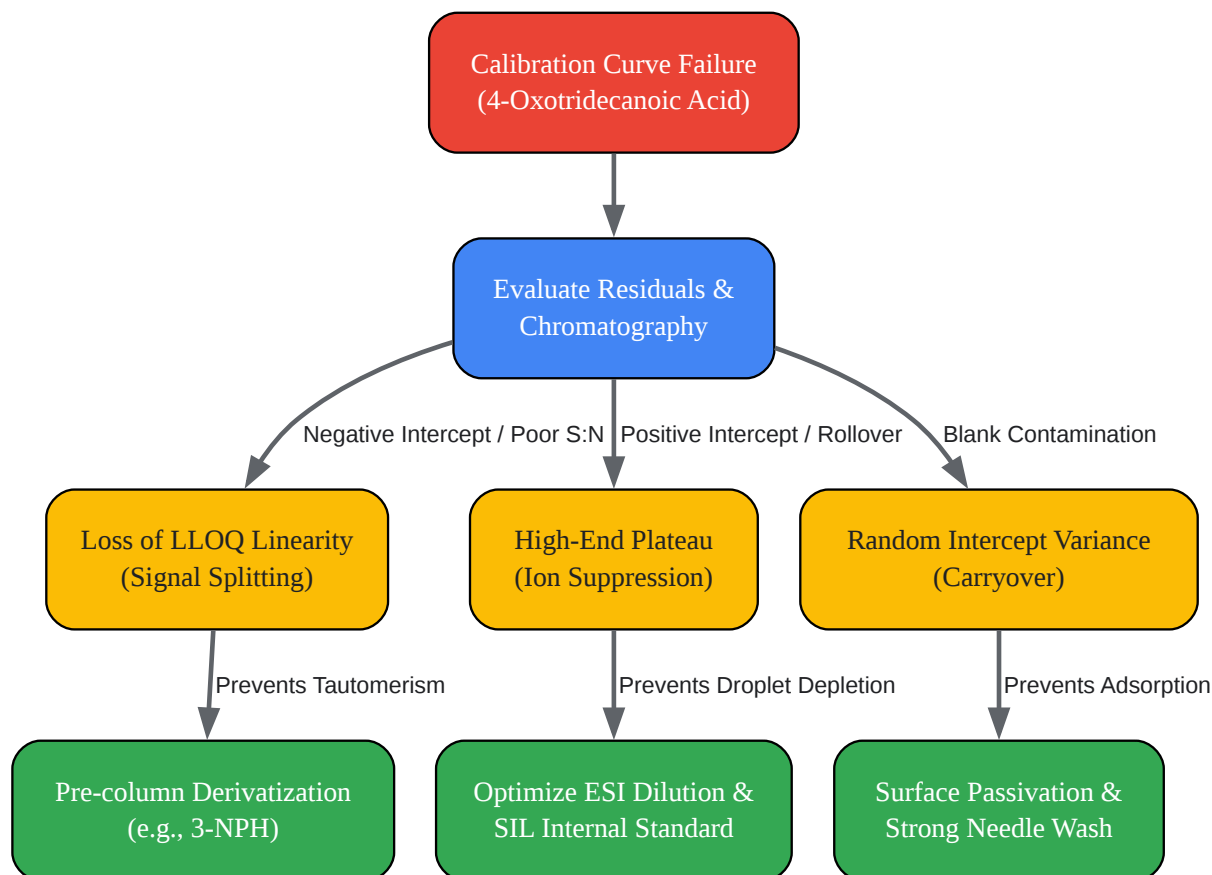 Calibration Curve Failure
(4-Oxotridecanoic Acid)
Evaluate Residuals &
Chromatography
Negative Intercept / Poor S:N
Positive Intercept / Rollover
Blank Contamination
Loss of LLOQ Linearity
(Signal Splitting)
High-End Plateau
(Ion Suppression)
Random Intercept Variance
(Carryover)
Prevents Tautomerism
Prevents Droplet Depletion
Prevents Adsorption
Pre-column Derivatization
(e.g., 3-NPH)
Optimize ESI Dilution &
SIL Internal Standard
Surface Passivation &
Strong Needle Wash